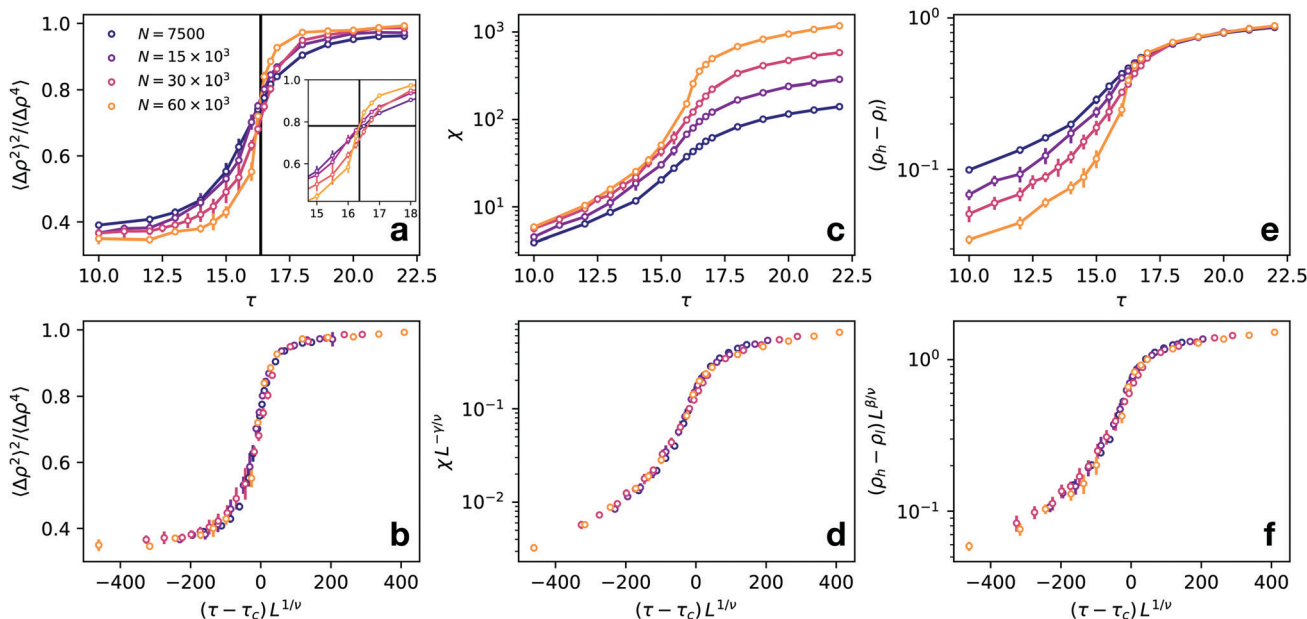 ⟨Δρ²⟩²/⟨Δρ⁴⟩
1.0
0.8
0.6
0.4
N = 7500
N = 15 × 10³
N = 30 × 10³
N = 60 × 10³
1.0
0.8
0.6
15 16 17 18
a
10.0 12.5 15.0 17.5 20.0 22.5
τ
χ
10³
10²
10¹
c
10.0 12.5 15.0 17.5 20.0 22.5
τ
(ρₕ − ρₗ)
10⁰
10⁻¹
e
10.0 12.5 15.0 17.5 20.0 22.5
τ
⟨Δρ²⟩²/⟨Δρ⁴⟩
1.0
0.8
0.6
0.4
b
−400 −200 0 200 400
(τ − τ_c) L^{1/ν}
χ L^{−γ/ν}
10⁻¹
10⁻²
d
−400 −200 0 200 400
(τ − τ_c) L^{1/ν}
(ρₕ − ρₗ) L^{β/ν}
10⁰
10⁻¹
f
−400 −200 0 200 400
(τ − τ_c) L^{1/ν}